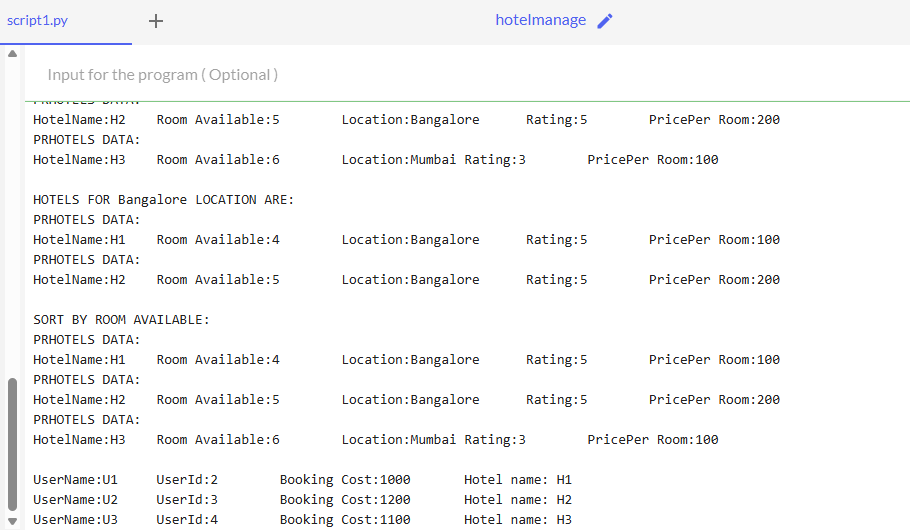 script1.py + hotelmanage
Input for the program ( Optional )
PRHOTELS DATA:
HotelName:H2 Room Available:5 Location:Bangalore Rating:5 PricePer Room:200
PRHOTELS DATA:
HotelName:H3 Room Available:6 Location:Mumbai Rating:3 PricePer Room:100
HOTELS FOR Bangalore LOCATION ARE:
PRHOTELS DATA:
HotelName:H1 Room Available:4 Location:Bangalore Rating:5 PricePer Room:100
PRHOTELS DATA:
HotelName:H2 Room Available:5 Location:Bangalore Rating:5 PricePer Room:200
SORT BY ROOM AVAILABLE:
PRHOTELS DATA:
HotelName:H1 Room Available:4 Location:Bangalore Rating:5 PricePer Room:100
PRHOTELS DATA:
HotelName:H2 Room Available:5 Location:Bangalore Rating:5 PricePer Room:200
PRHOTELS DATA:
HotelName:H3 Room Available:6 Location:Mumbai Rating:3 PricePer Room:100
UserName:U1 UserId:2 Booking Cost:1000 Hotel name: H1
UserName:U2 UserId:3 Booking Cost:1200 Hotel name: H2
UserName:U3 UserId:4 Booking Cost:1100 Hotel name: H3